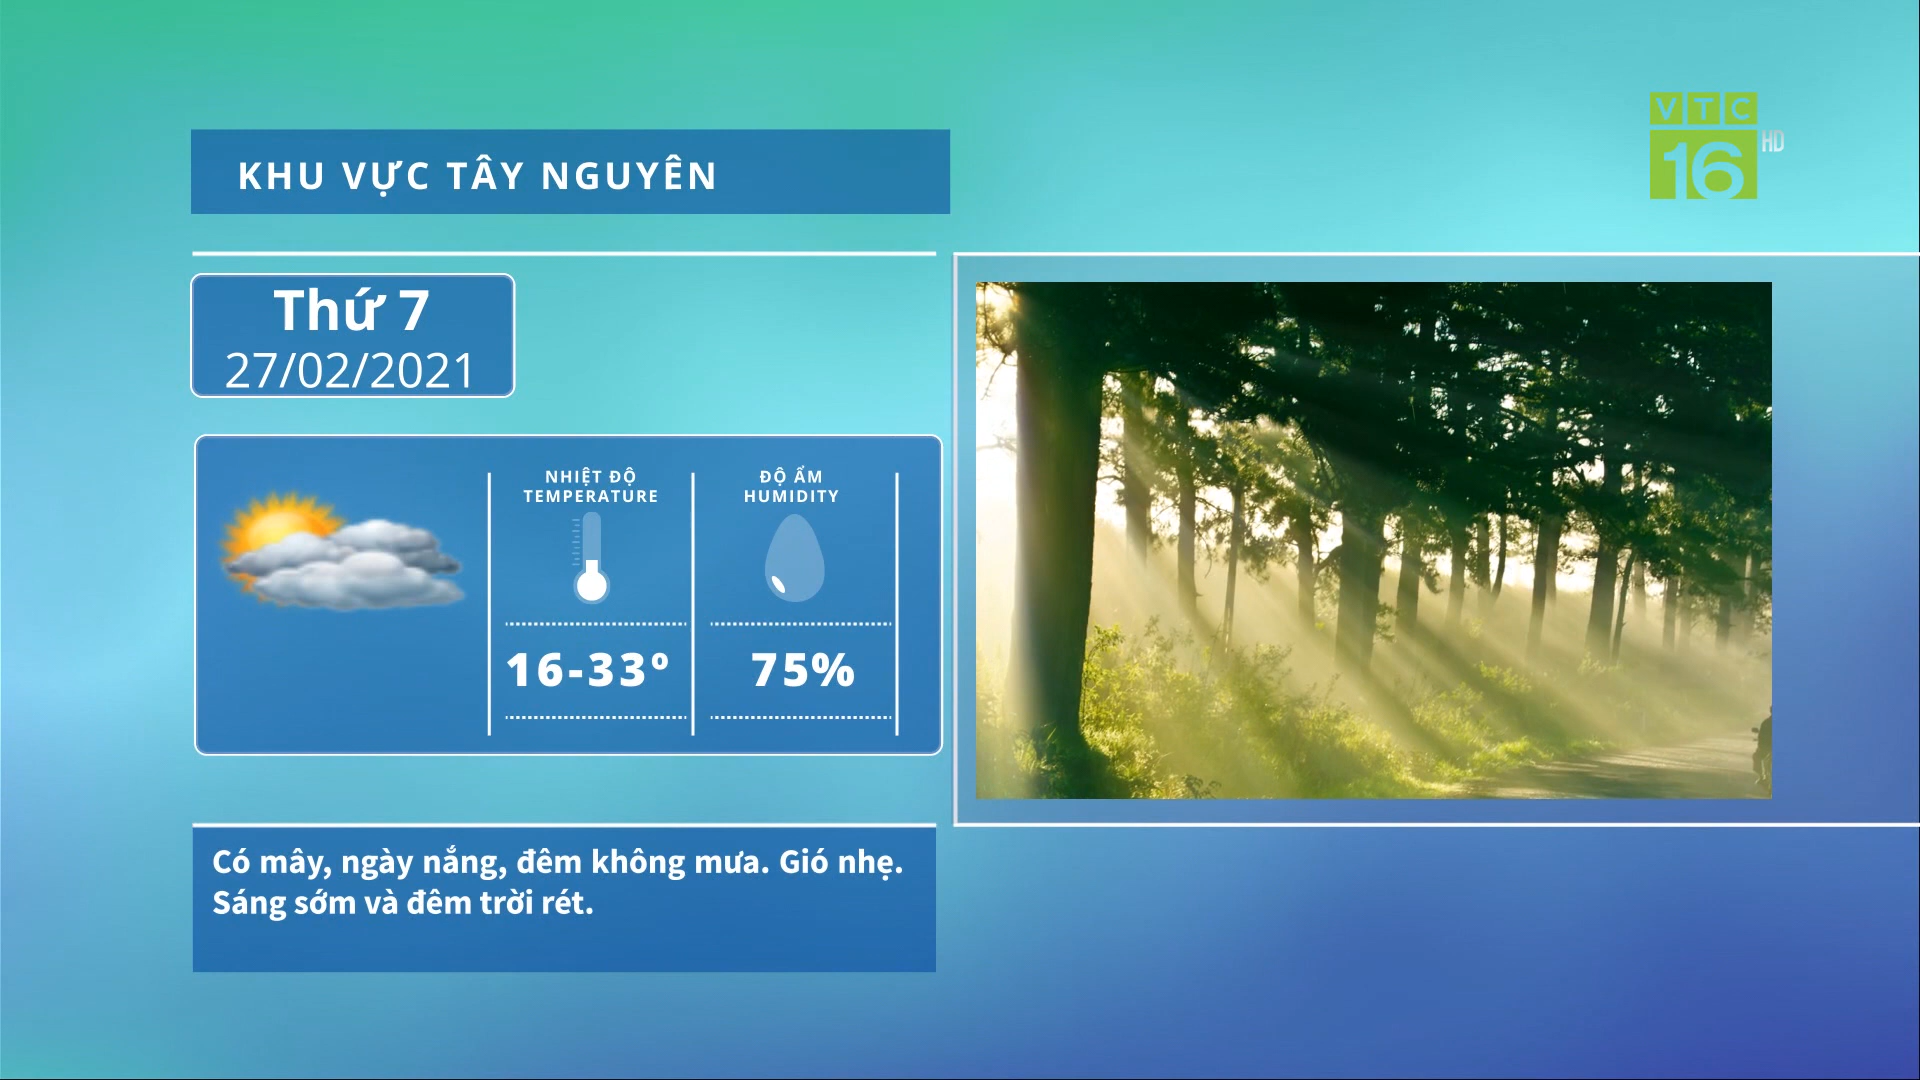 VTC
16 HD
KHU VỰC TÂY NGUYÊN
Thứ 7
27/02/2021
NHIỆT ĐỘ
TEMPERATURE
16-33º
ĐỘ ẨM
HUMIDITY
75%
Có mây, ngày nắng, đêm không mưa. Gió nhẹ.
Sáng sớm và đêm trời rét.